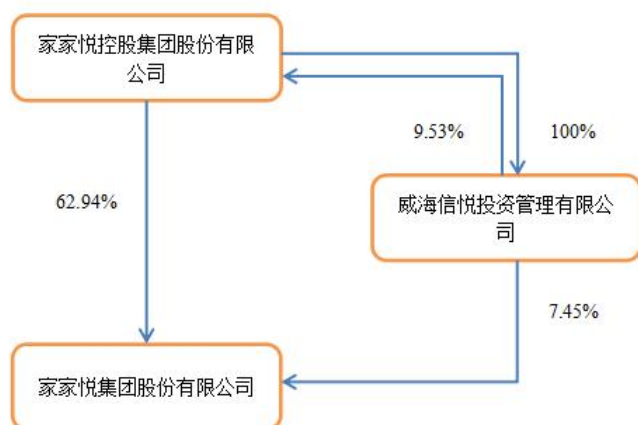 家家悦控股集团股份有限
公司
9.53%
100%
62.94%
威海信悦投资管理有限公
司
7.45%
家家悦集团股份有限公司